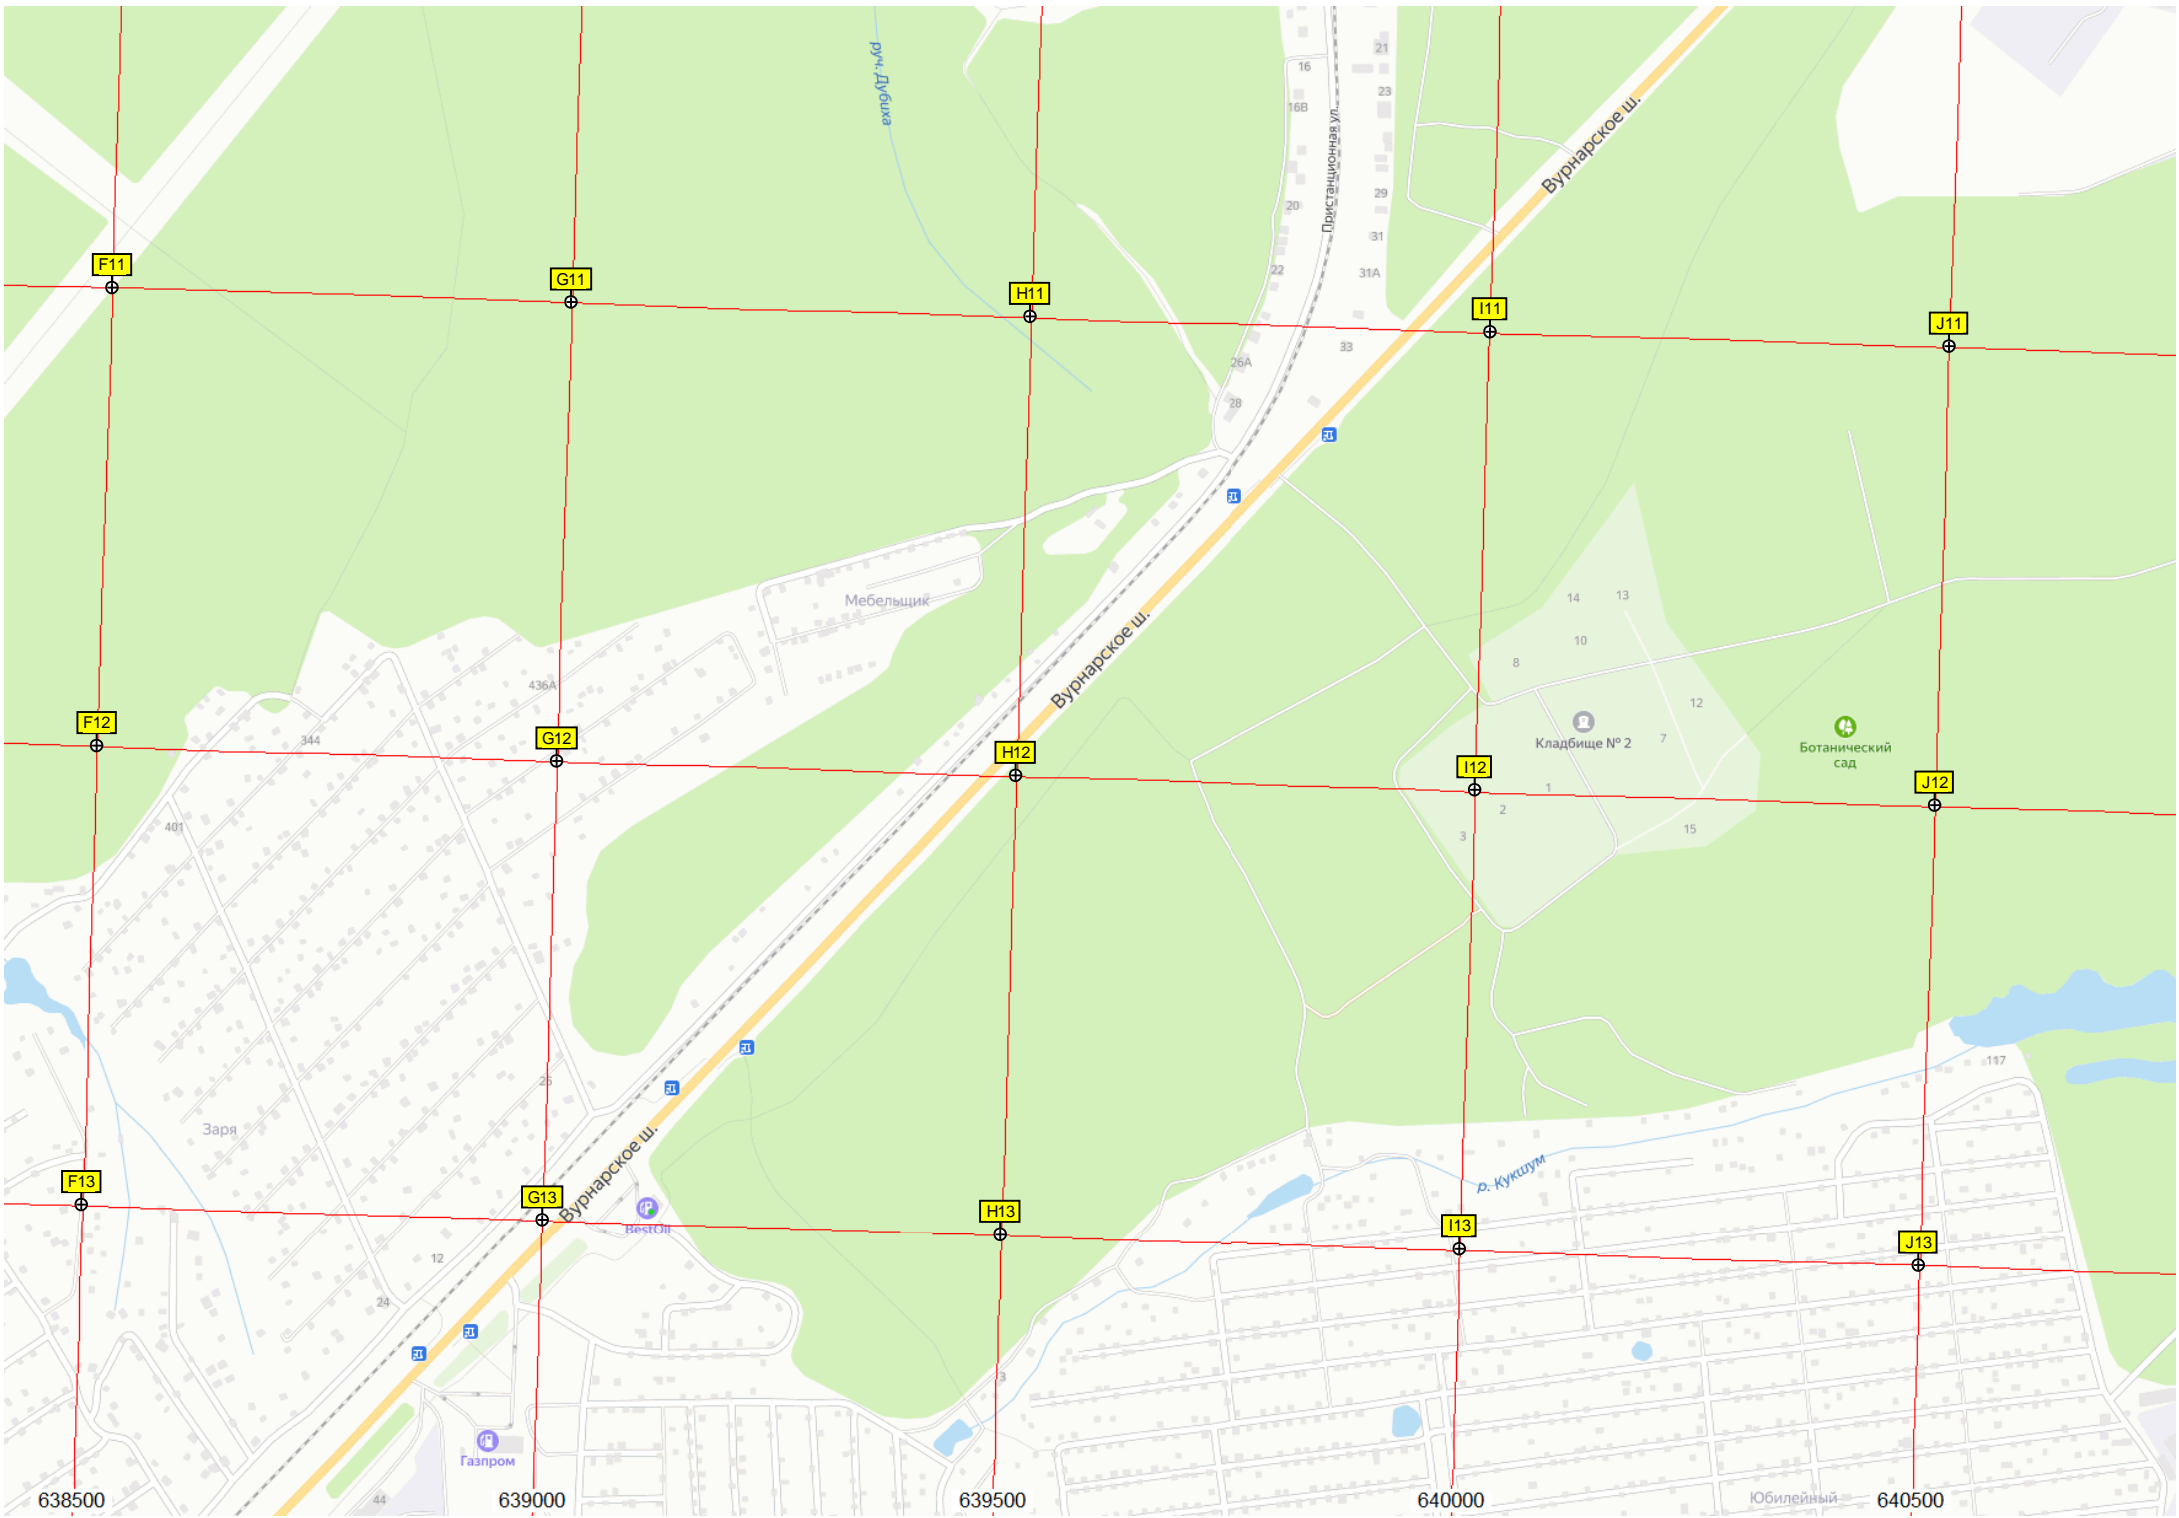 21
16
23
16В
руч. Дубиха
Пристанционная ул.
Вурнарское ш.
29
20
31
22
31А
F11
G11
H11
I11
J11
33
26А
28
Мебельщик
14
13
10
8
Вурнарское ш.
436А
12
344
7
Кладбище № 2
Ботанический
сад
F12
G12
H12
I12
J12
1
2
3
15
401
25
117
Заря
Вурнарское ш.
р. Кукшум
F13
G13
H13
I13
J13
BestOil
12
24
3
Газпром
44
Юбилейный
638500
639000
639500
640000
640500